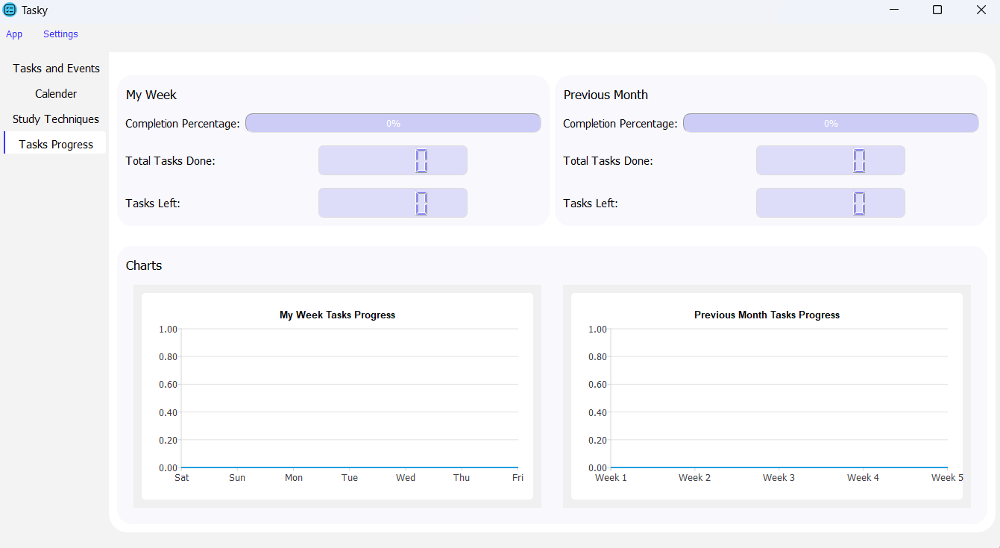 Tasky
App Settings
Tasks and Events
Calender
Study Techniques
Tasks Progress
My Week
Completion Percentage: 0%
Total Tasks Done: 0
Tasks Left: 0
Previous Month
Completion Percentage: 0%
Total Tasks Done: 0
Tasks Left: 0
Charts
My Week Tasks Progress
1.00
0.80
0.60
0.40
0.20
0.00
Sat Sun Mon Tue Wed Thu Fri
Previous Month Tasks Progress
1.00
0.80
0.60
0.40
0.20
0.00
Week 1 Week 2 Week 3 Week 4 Week 5